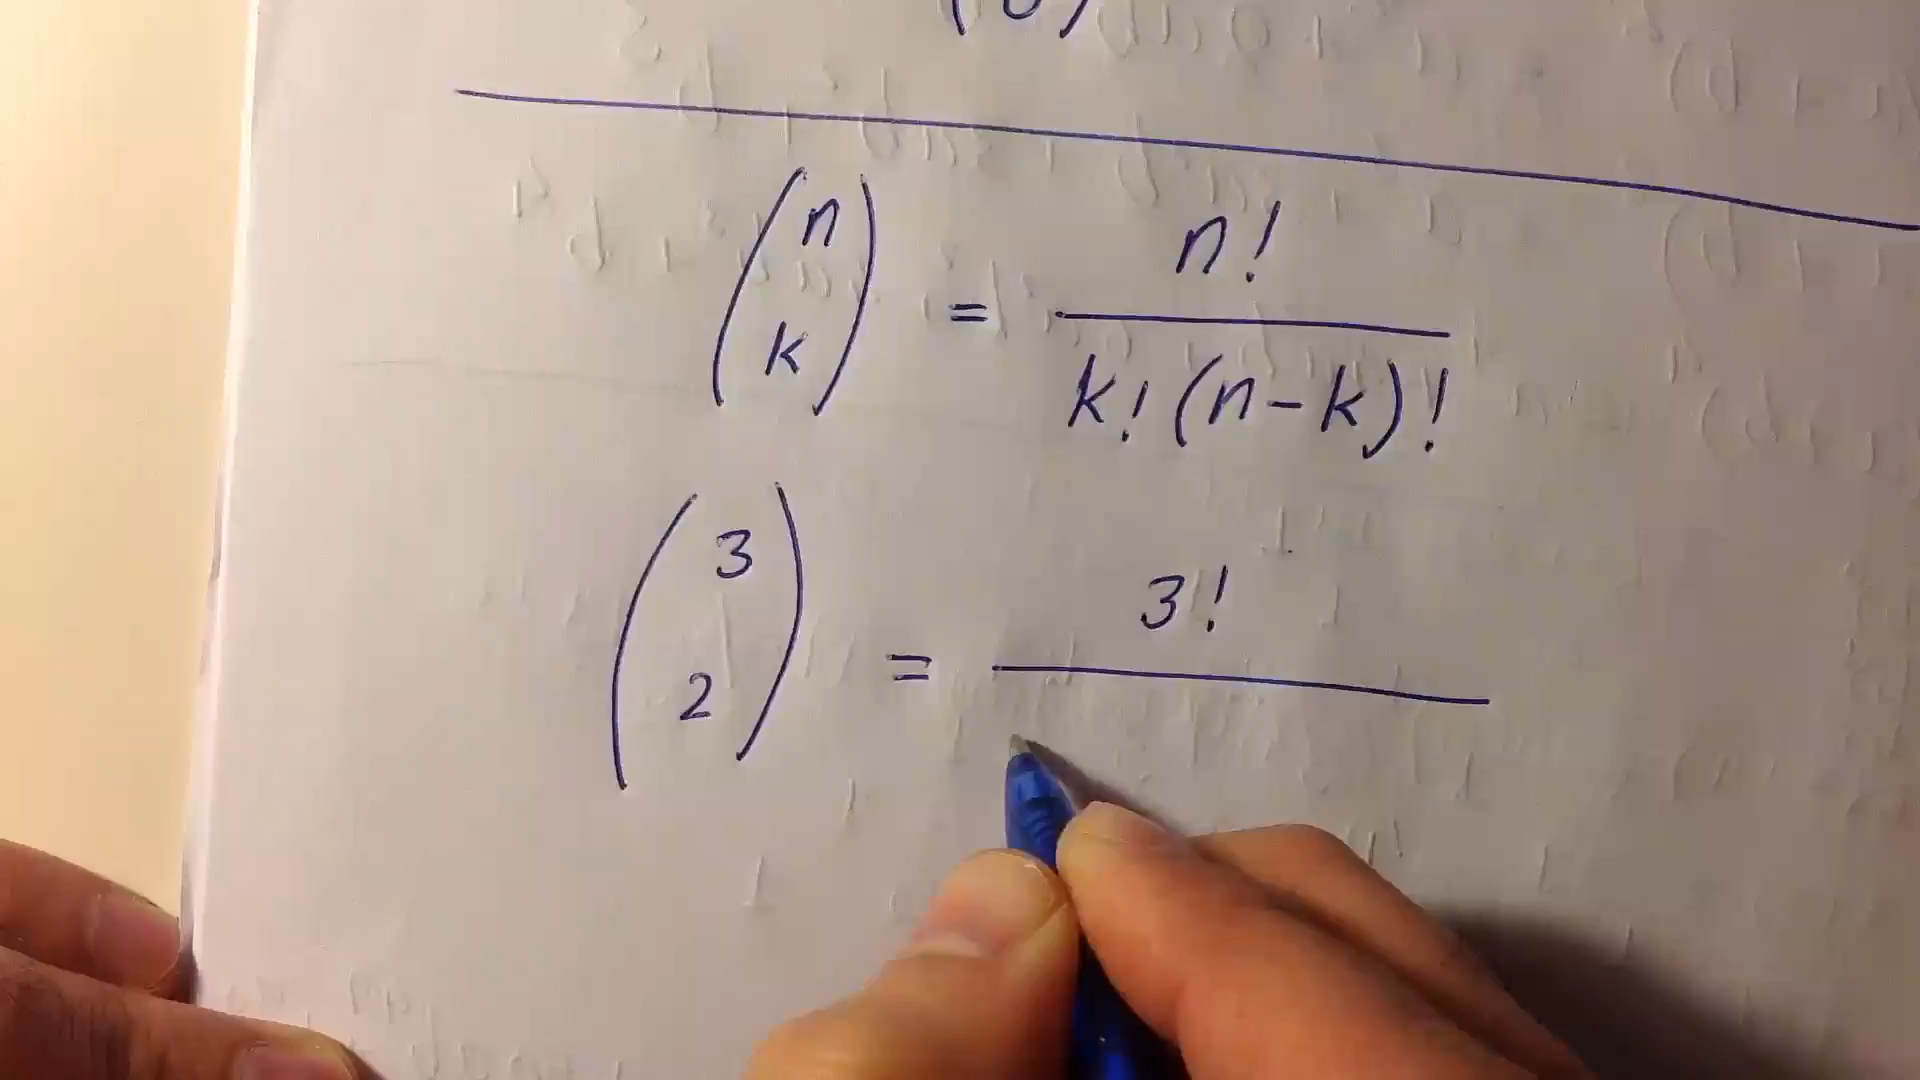 (n k) = n! / k!(n-k)!
(3 2) = 3! /